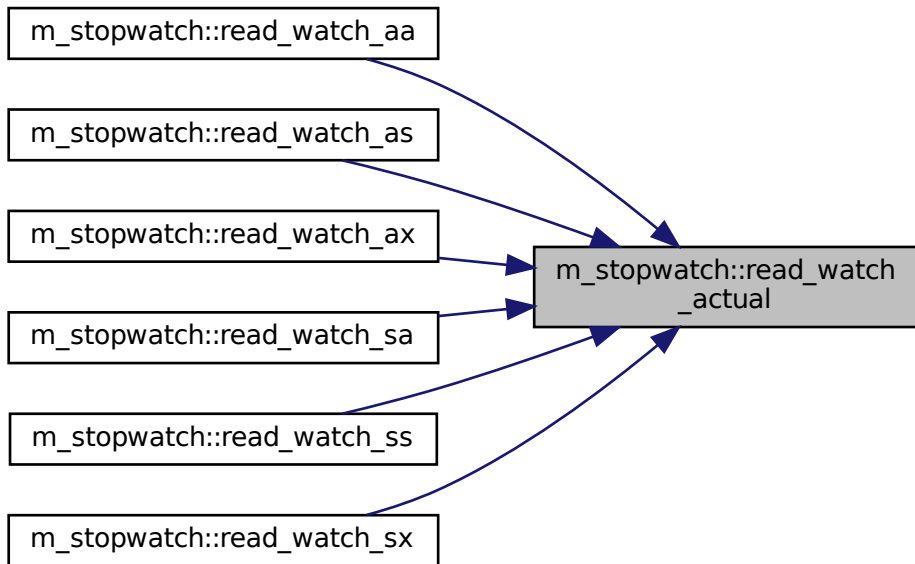 m_stopwatch::read_watch_aa
m_stopwatch::read_watch_as
m_stopwatch::read_watch_ax
m_stopwatch::read_watch_sa
m_stopwatch::read_watch_ss
m_stopwatch::read_watch_sx
m_stopwatch::read_watch
_actual